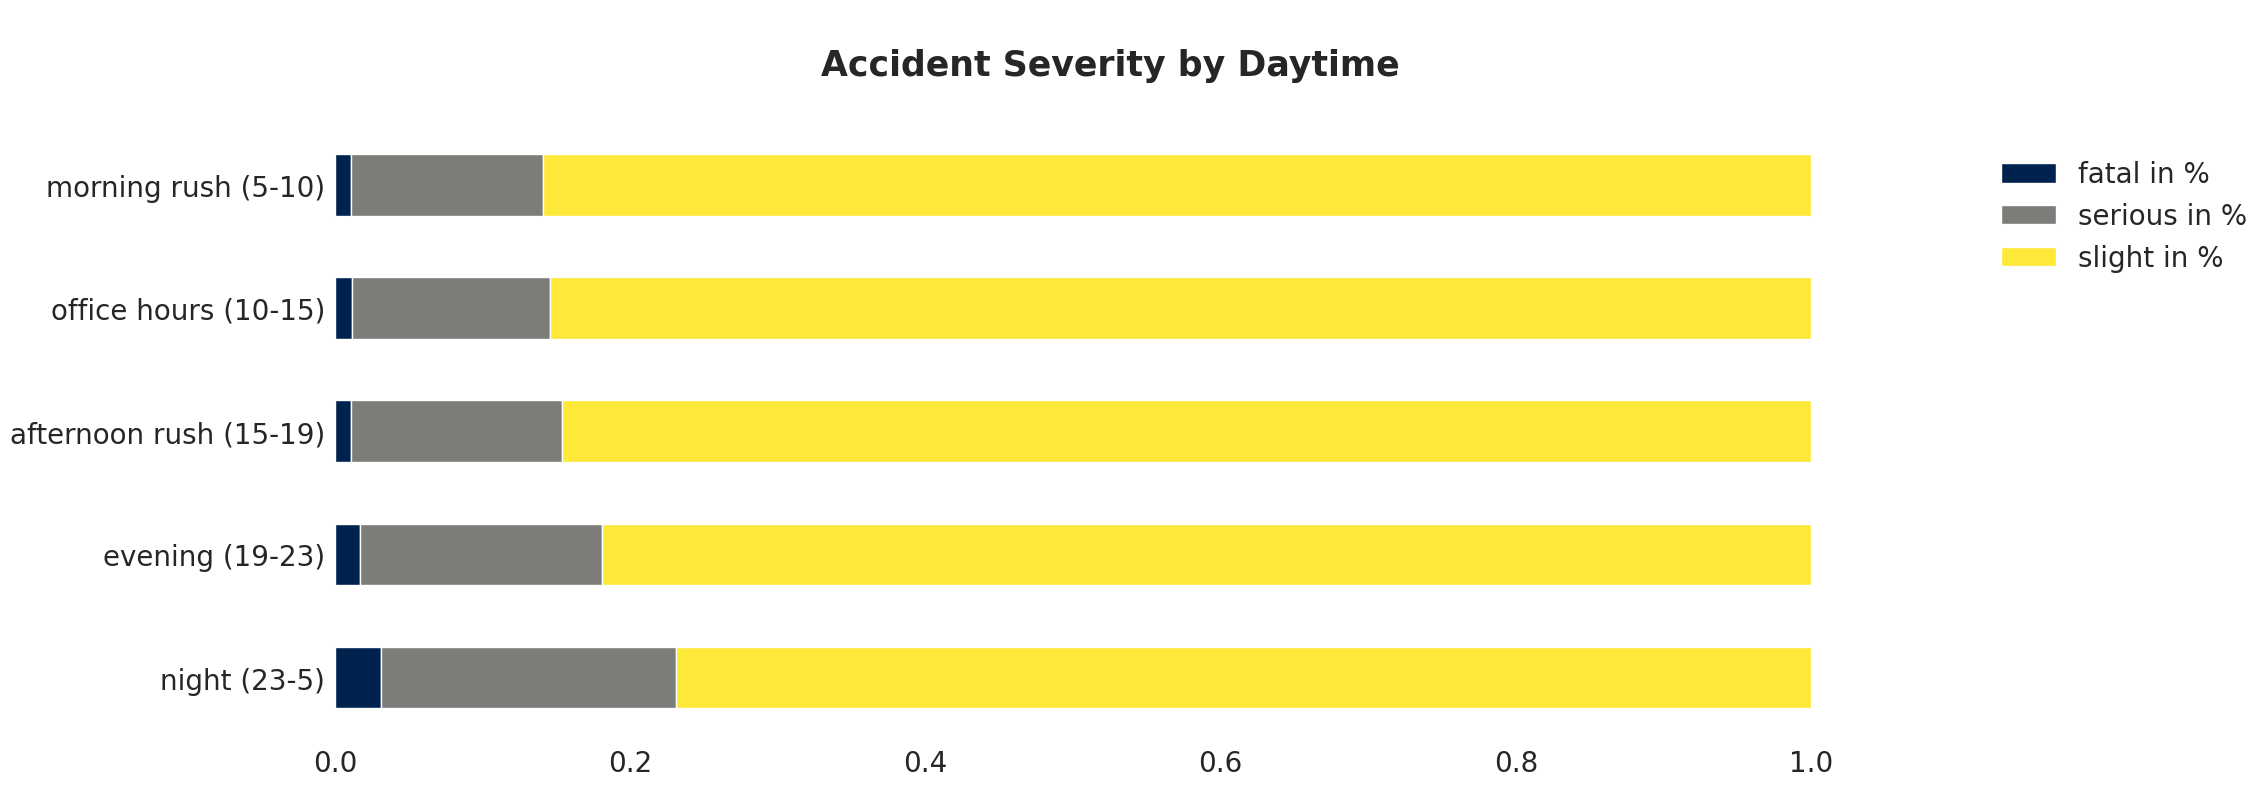 Accident Severity by Daytime
morning rush (5-10)
office hours (10-15)
afternoon rush (15-19)
evening (19-23)
night (23-5)
0.0 0.2 0.4 0.6 0.8 1.0
fatal in %
serious in %
slight in %